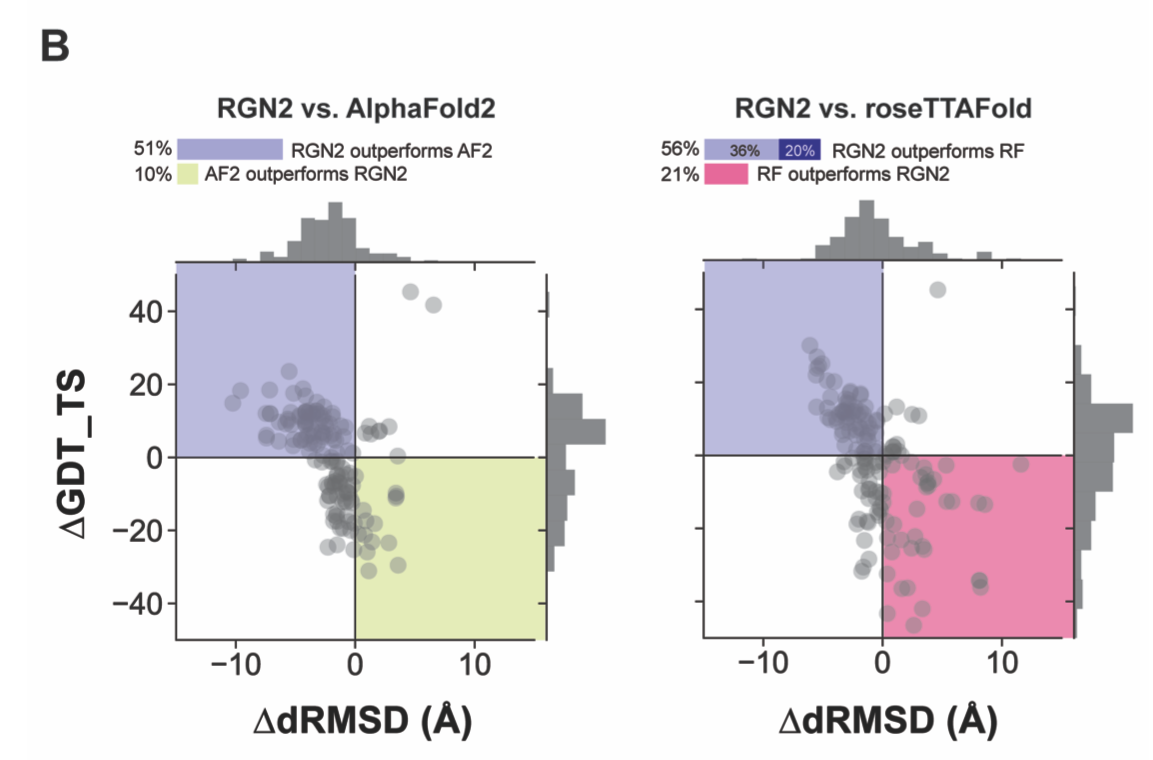 B
RGN2 vs. AlphaFold2
51% RGN2 outperforms AF2
10% AF2 outperforms RGN2
RGN2 vs. roseTTAFold
56% 36% 20% RGN2 outperforms RF
21% RF outperforms RGN2
ΔGDT_TS
40
20
0
−20
−40
−10 0 10
ΔdRMSD (Å)
−10 0 10
ΔdRMSD (Å)